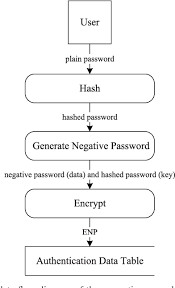 User
plain password
Hash
hashed password
Generate Negative Password
negative password (data) and hashed password (key)
Encrypt
ENP
Authentication Data Table